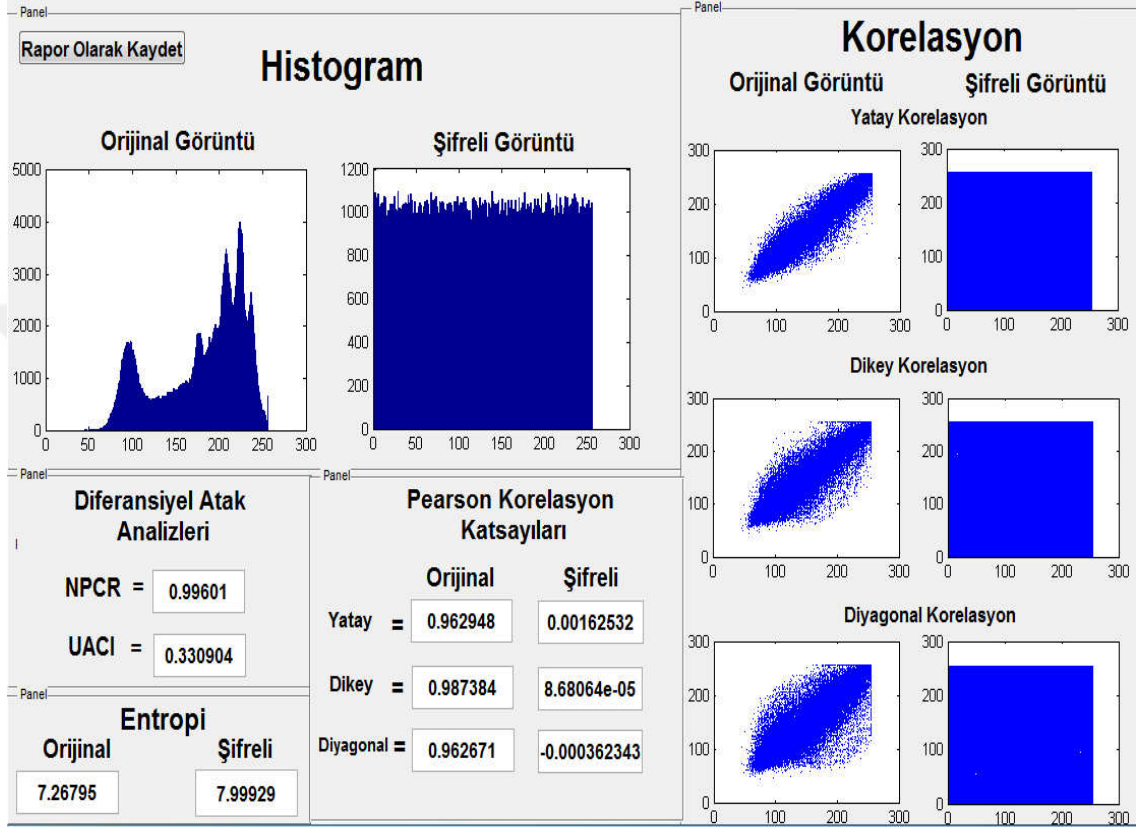 Panel
Rapor Olarak Kaydet
Histogram
Orijinal Görüntü
5000
4000
3000
2000
1000
0
0 50 100 150 200 250 300
Şifreli Görüntü
1200
1000
800
600
400
200
0
0 50 100 150 200 250 300
Panel
Diferansiyel Atak
Analizleri
NPCR = 0.99601
UACI = 0.330904
Panel
Entropi
Orijinal Şifreli
7.26795 7.99929
Panel
Pearson Korelasyon
Katsayıları
Orijinal Şifreli
Yatay = 0.962948 0.00162532
Dikey = 0.987384 8.68064e-05
Diyagonal = 0.962671 -0.000362343
Panel
Korelasyon
Orijinal Görüntü Şifreli Görüntü
Yatay Korelasyon
300
200
100
0
0 100 200 300
300
200
100
0
0 100 200 300
Dikey Korelasyon
300
200
100
0
0 100 200 300
300
200
100
0
0 100 200 300
Diyagonal Korelasyon
300
200
100
0
0 100 200 300
300
200
100
0
0 100 200 300